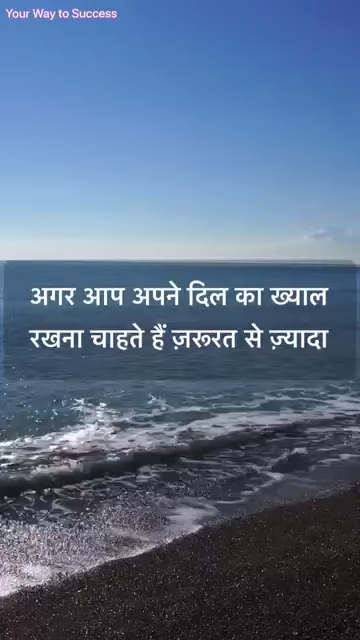 Your Way to Success
अगर आप अपने दिल का ख्याल
रखना चाहते हैं ज़रूरत से ज़्यादा